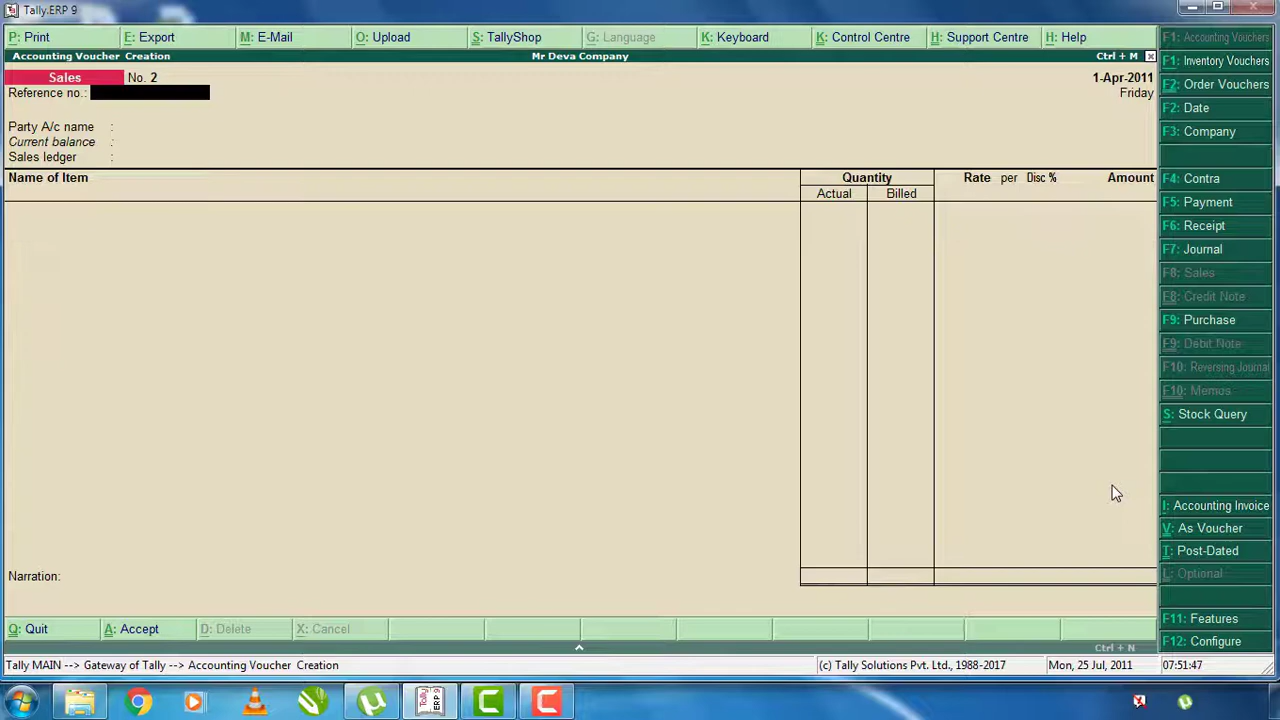 Tally.ERP 9
P: Print E: Export M: E-Mail O: Upload S: TallyShop G: Language K: Keyboard K: Control Centre H: Support Centre H: Help
Accounting Voucher Creation Mr Deva Company Ctrl + M
Sales No. 2 1-Apr-2011
Reference no.: Friday
Party A/c name :
Current balance :
Sales ledger :
Name of Item Quantity Rate per Disc % Amount
Actual Billed
Narration:
F1: Accounting Vouchers
F1: Inventory Vouchers
F2: Order Vouchers
F2: Date
F3: Company
F4: Contra
F5: Payment
F6: Receipt
F7: Journal
F8: Sales
F8: Credit Note
F9: Purchase
F9: Debit Note
F10: Reversing Journal
F10: Memos
S: Stock Query
I: Accounting Invoice
V: As Voucher
T: Post-Dated
L: Optional
F11: Features
F12: Configure
Q: Quit A: Accept D: Delete X: Cancel
Ctrl + N
Tally MAIN --> Gateway of Tally --> Accounting Voucher Creation (c) Tally Solutions Pvt. Ltd., 1988-2017 Mon, 25 Jul, 2011 07:51:47
Tally
ERP 9